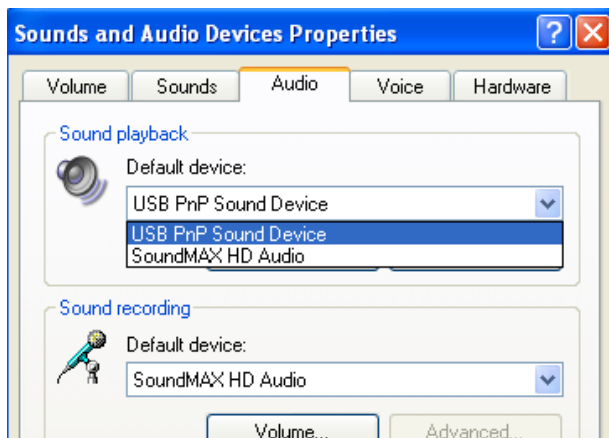 Sounds and Audio Devices Properties
Volume Sounds Audio Voice Hardware
Sound playback
Default device:
USB PnP Sound Device
USB PnP Sound Device
SoundMAX HD Audio
Sound recording
Default device:
SoundMAX HD Audio
Volume... Advanced...